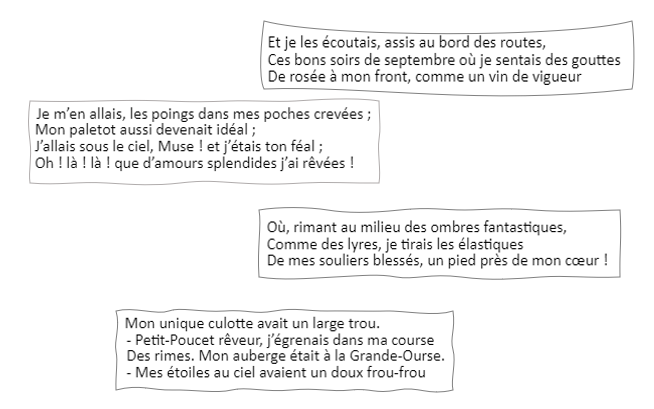 Et je les écoutais, assis au bord des routes,
Ces bons soirs de septembre où je sentais des gouttes
De rosée à mon front, comme un vin de vigueur
Je m'en allais, les poings dans mes poches crevées ;
Mon paletot aussi devenait idéal ;
J'allais sous le ciel, Muse ! et j'étais ton féal ;
Oh ! là ! là ! que d'amours splendides j'ai rêvées !
Où, rimant au milieu des ombres fantastiques,
Comme des lyres, je tirais les élastiques
De mes souliers blessés, un pied près de mon cœur !
Mon unique culotte avait un large trou.
- Petit-Poucet rêveur, j'égrenais dans ma course
Des rimes. Mon auberge était à la Grande-Ourse.
- Mes étoiles au ciel avaient un doux frou-frou